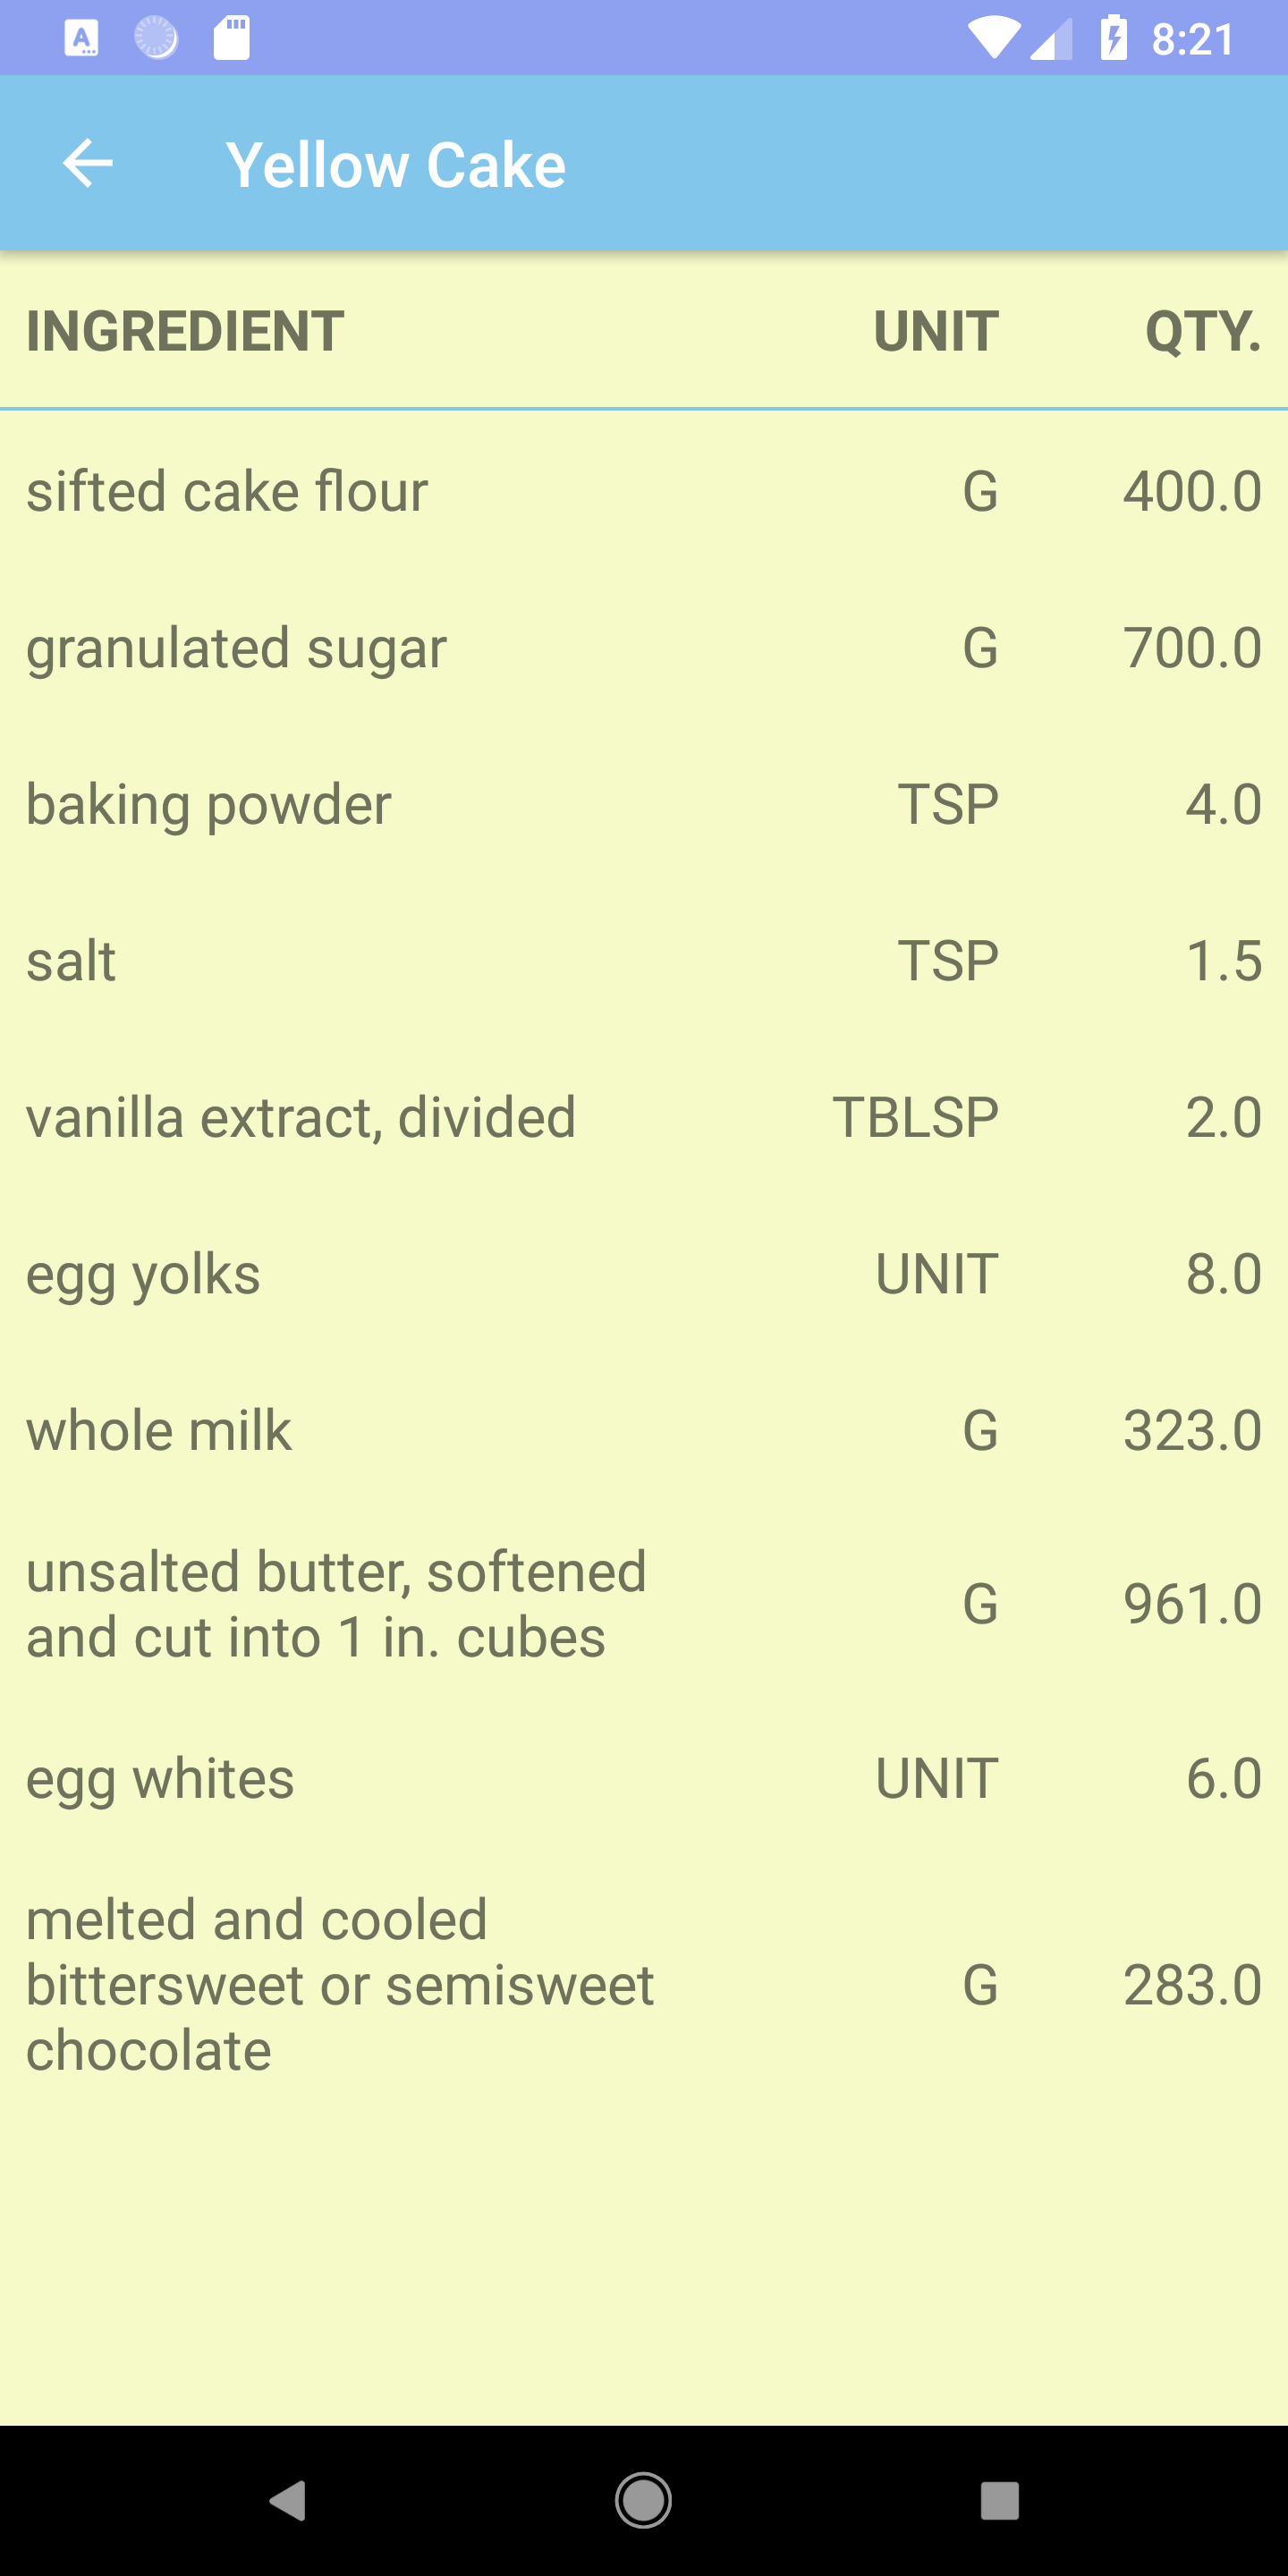 8:21
Yellow Cake
INGREDIENT UNIT QTY.
sifted cake flour G 400.0
granulated sugar G 700.0
baking powder TSP 4.0
salt TSP 1.5
vanilla extract, divided TBLSP 2.0
egg yolks UNIT 8.0
whole milk G 323.0
unsalted butter, softened
and cut into 1 in. cubes G 961.0
egg whites UNIT 6.0
melted and cooled
bittersweet or semisweet G 283.0
chocolate